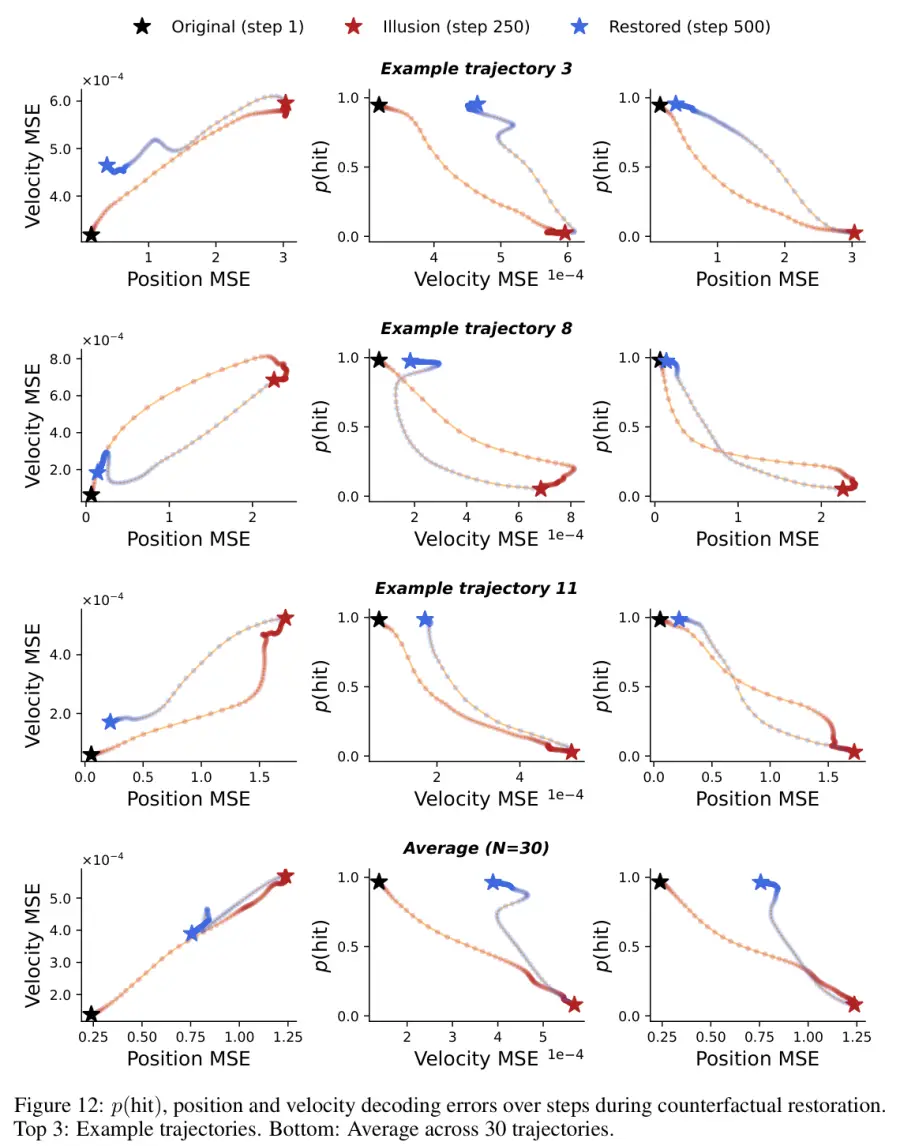 Original (step 1) Illusion (step 250) Restored (step 500)
Example trajectory 3
×10⁻⁴
6.0
5.0
4.0
Velocity MSE
1 2 3
Position MSE
1.0
0.5
0.0
p(hit)
4 5 6
Velocity MSE 1e−4
1.0
0.5
0.0
p(hit)
1 2 3
Position MSE
Example trajectory 8
×10⁻⁴
8.0
6.0
4.0
2.0
Velocity MSE
0 1 2
Position MSE
1.0
0.5
0.0
p(hit)
2 4 6 8
Velocity MSE 1e−4
1.0
0.5
0.0
p(hit)
0 1 2
Position MSE
Example trajectory 11
×10⁻⁴
4.0
2.0
Velocity MSE
0.0 0.5 1.0 1.5
Position MSE
1.0
0.5
0.0
p(hit)
2 4
Velocity MSE 1e−4
1.0
0.5
0.0
p(hit)
0.0 0.5 1.0 1.5
Position MSE
Average (N=30)
×10⁻⁴
5.0
4.0
3.0
2.0
Velocity MSE
0.25 0.50 0.75 1.00 1.25
Position MSE
1.0
0.5
0.0
p(hit)
2 3 4 5
Velocity MSE 1e−4
1.0
0.5
0.0
p(hit)
0.25 0.50 0.75 1.00 1.25
Position MSE
Figure 12: p(hit), position and velocity decoding errors over steps during counterfactual restoration.
Top 3: Example trajectories. Bottom: Average across 30 trajectories.